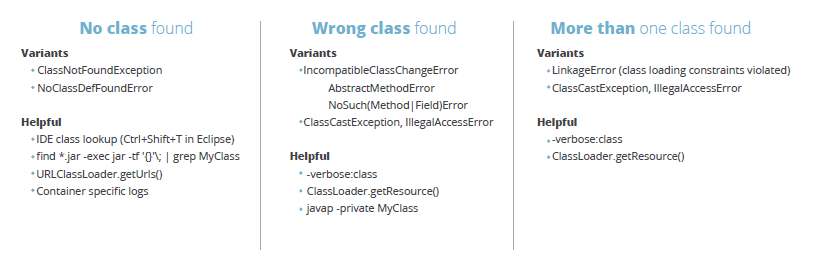 No class found
Variants
• ClassNotFoundException
• NoClassDefFoundError
Helpful
• IDE class lookup (Ctrl+Shift+T in Eclipse)
• find *.jar -exec jar -tf '{}'\; | grep MyClass
• URLClassLoader.getUrls()
• Container specific logs
Wrong class found
Variants
• IncompatibleClassChangeError
AbstractMethodError
NoSuch(Method|Field)Error
• ClassCastException, IllegalAccessError
Helpful
• -verbose:class
• ClassLoader.getResource()
• javap -private MyClass
More than one class found
Variants
• LinkageError (class loading constraints violated)
• ClassCastException, IllegalAccessError
Helpful
• -verbose:class
• ClassLoader.getResource()